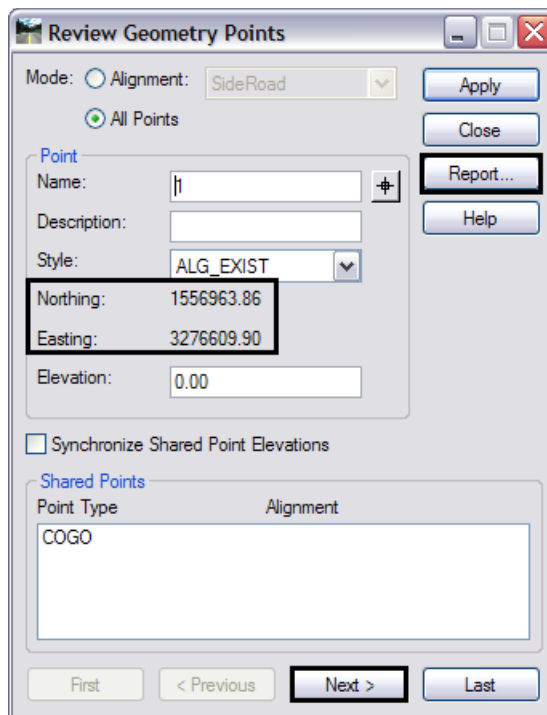 Review Geometry Points
Mode: Alignment: SideRoad
All Points
Apply
Close
Report...
Help
Point
Name: 1
Description:
Style: ALG_EXIST
Northing: 1556963.86
Easting: 3276609.90
Elevation: 0.00
Synchronize Shared Point Elevations
Shared Points
Point Type Alignment
COGO
First < Previous Next > Last